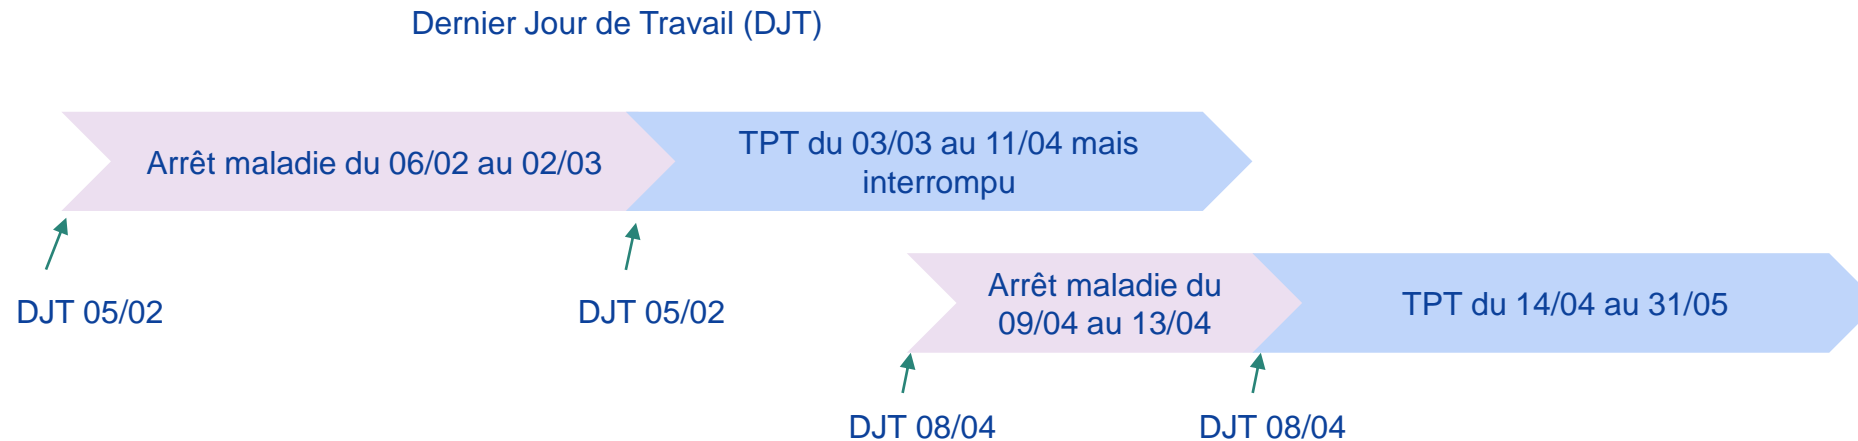 Dernier Jour de Travail (DJT)
Arrêt maladie du 06/02 au 02/03
TPT du 03/03 au 11/04 mais
interrompu
DJT 05/02
DJT 05/02
Arrêt maladie du
09/04 au 13/04
TPT du 14/04 au 31/05
DJT 08/04
DJT 08/04